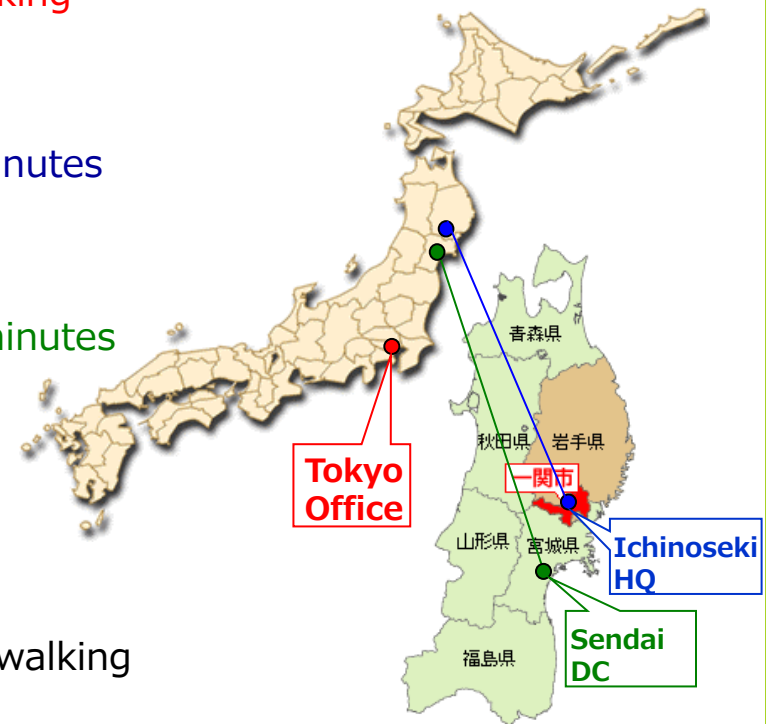 king
nutes
inutes
walking
青森県
秋田県
岩手県
一関市
山形県
宮城県
福島県
Tokyo
Office
Ichinoseki
HQ
Sendai
DC